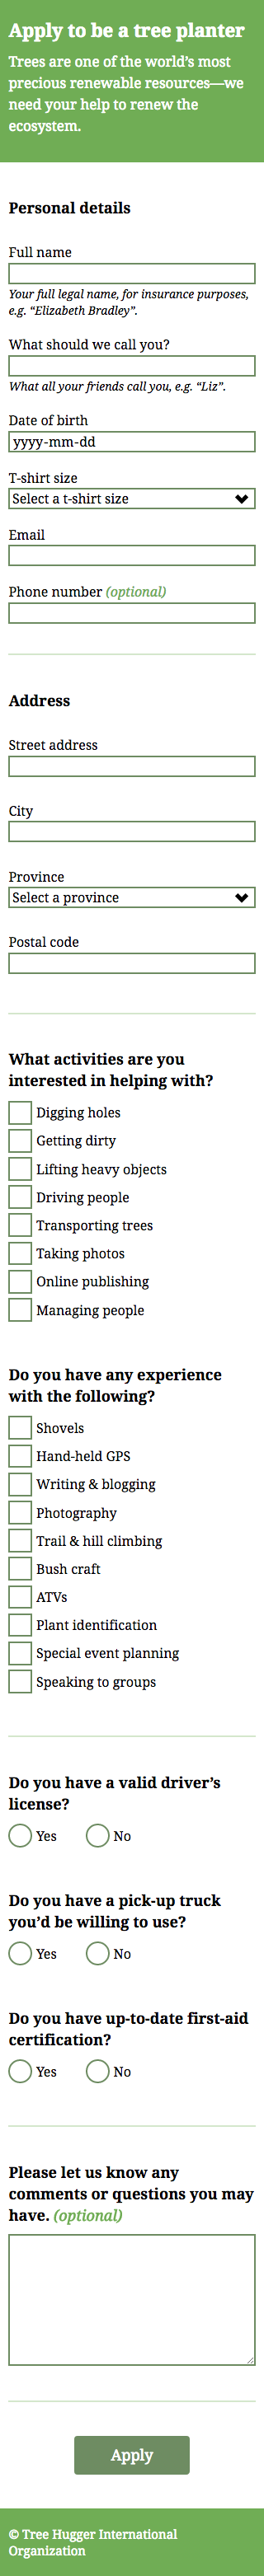 Apply to be a tree planter
Trees are one of the world’s most
precious renewable resources—we
need your help to renew the
ecosystem.
Personal details
Full name
Your full legal name, for insurance purposes,
e.g. “Elizabeth Bradley”.
What should we call you?
What all your friends call you, e.g. “Liz”.
Date of birth
yyyy-mm-dd
T-shirt size
Select a t-shirt size
Email
Phone number (optional)
Address
Street address
City
Province
Select a province
Postal code
What activities are you
interested in helping with?
Digging holes
Getting dirty
Lifting heavy objects
Driving people
Transporting trees
Taking photos
Online publishing
Managing people
Do you have any experience
with the following?
Shovels
Hand-held GPS
Writing & blogging
Photography
Trail & hill climbing
Bush craft
ATVs
Plant identification
Special event planning
Speaking to groups
Do you have a valid driver’s
license?
Yes No
Do you have a pick-up truck
you’d be willing to use?
Yes No
Do you have up-to-date first-aid
certification?
Yes No
Please let us know any
comments or questions you may
have. (optional)
Apply
© Tree Hugger International
Organization